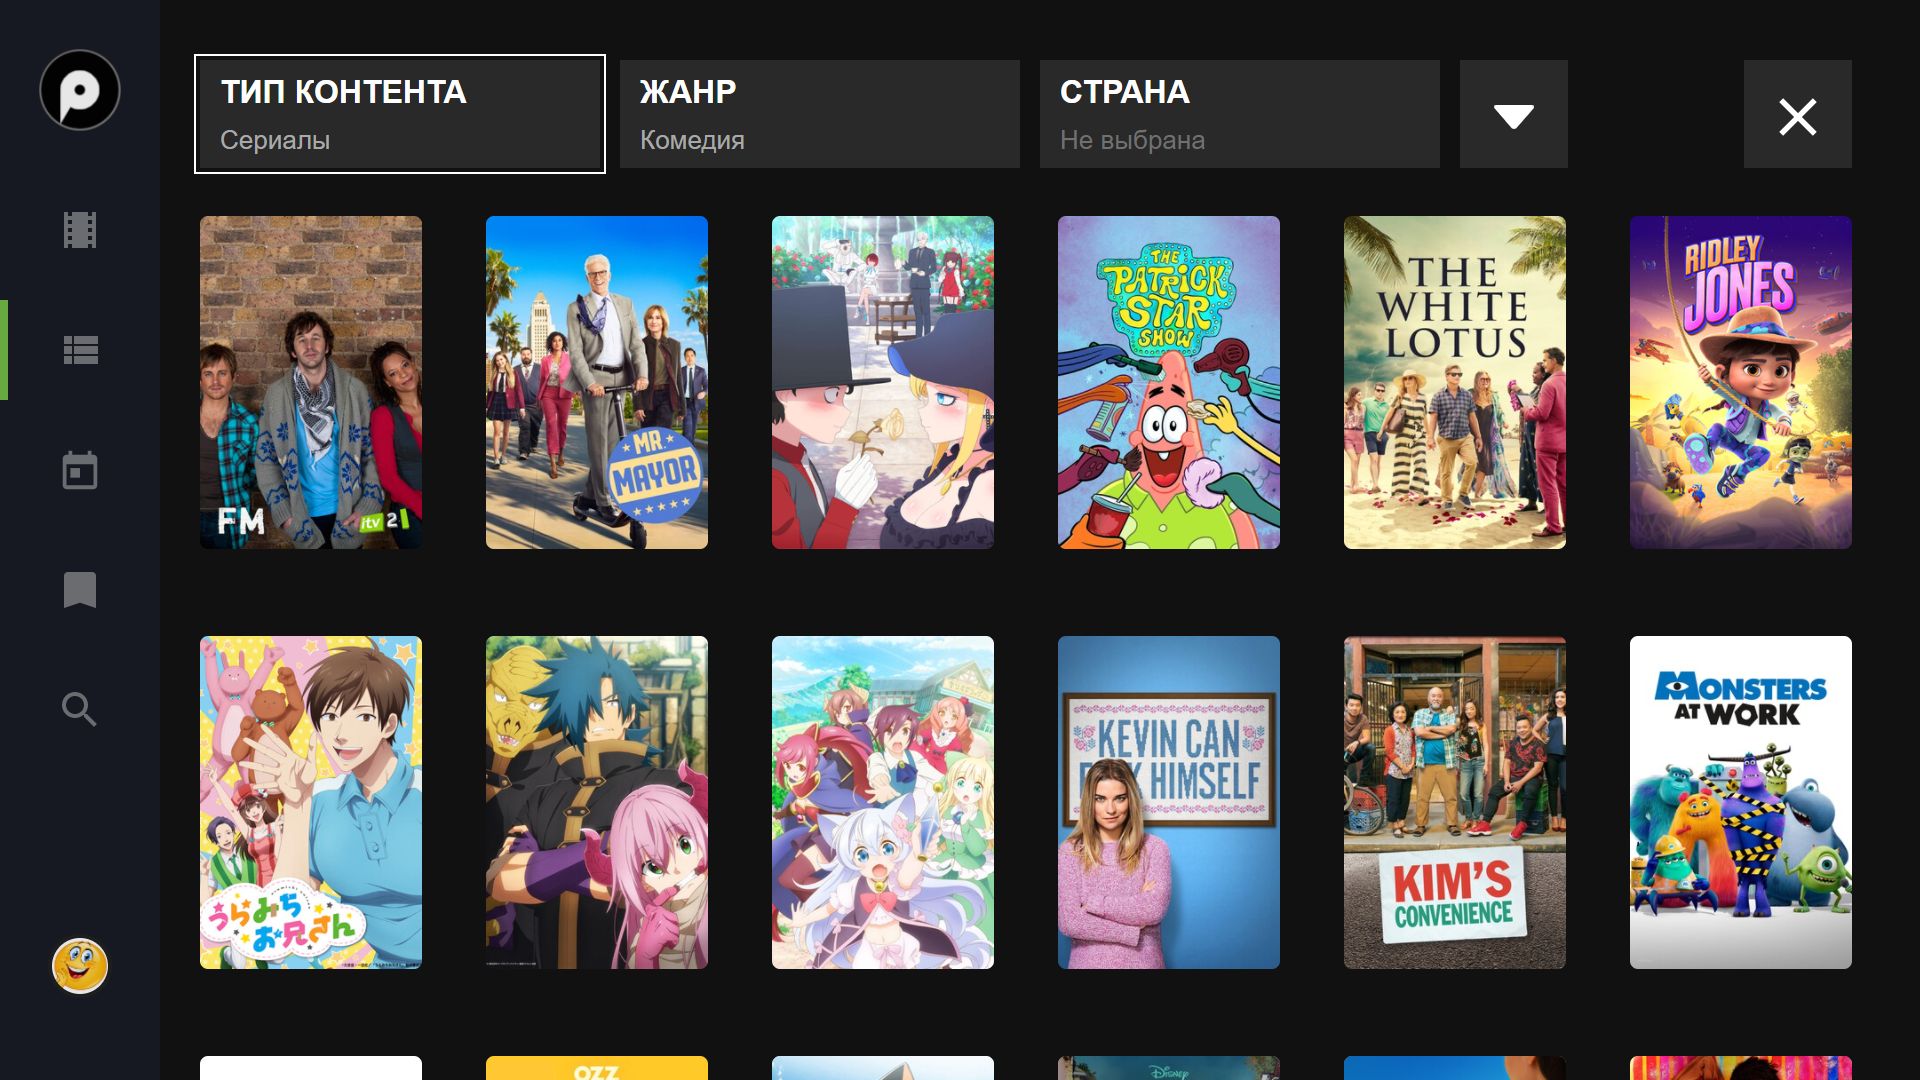 ТИП КОНТЕНТА
Сериалы
ЖАНР
Комедия
СТРАНА
Не выбрана
FM
itv 2
MR.
MAYOR
THE
PATRICK
STAR
SHOW
THE
WHITE
LOTUS
RIDLEY
JONES
うらみち
お兄さん
KEVIN CAN
HIMSELF
KIM'S
CONVENIENCE
MONSTERS
AT WORK
OZZ
DISNEY